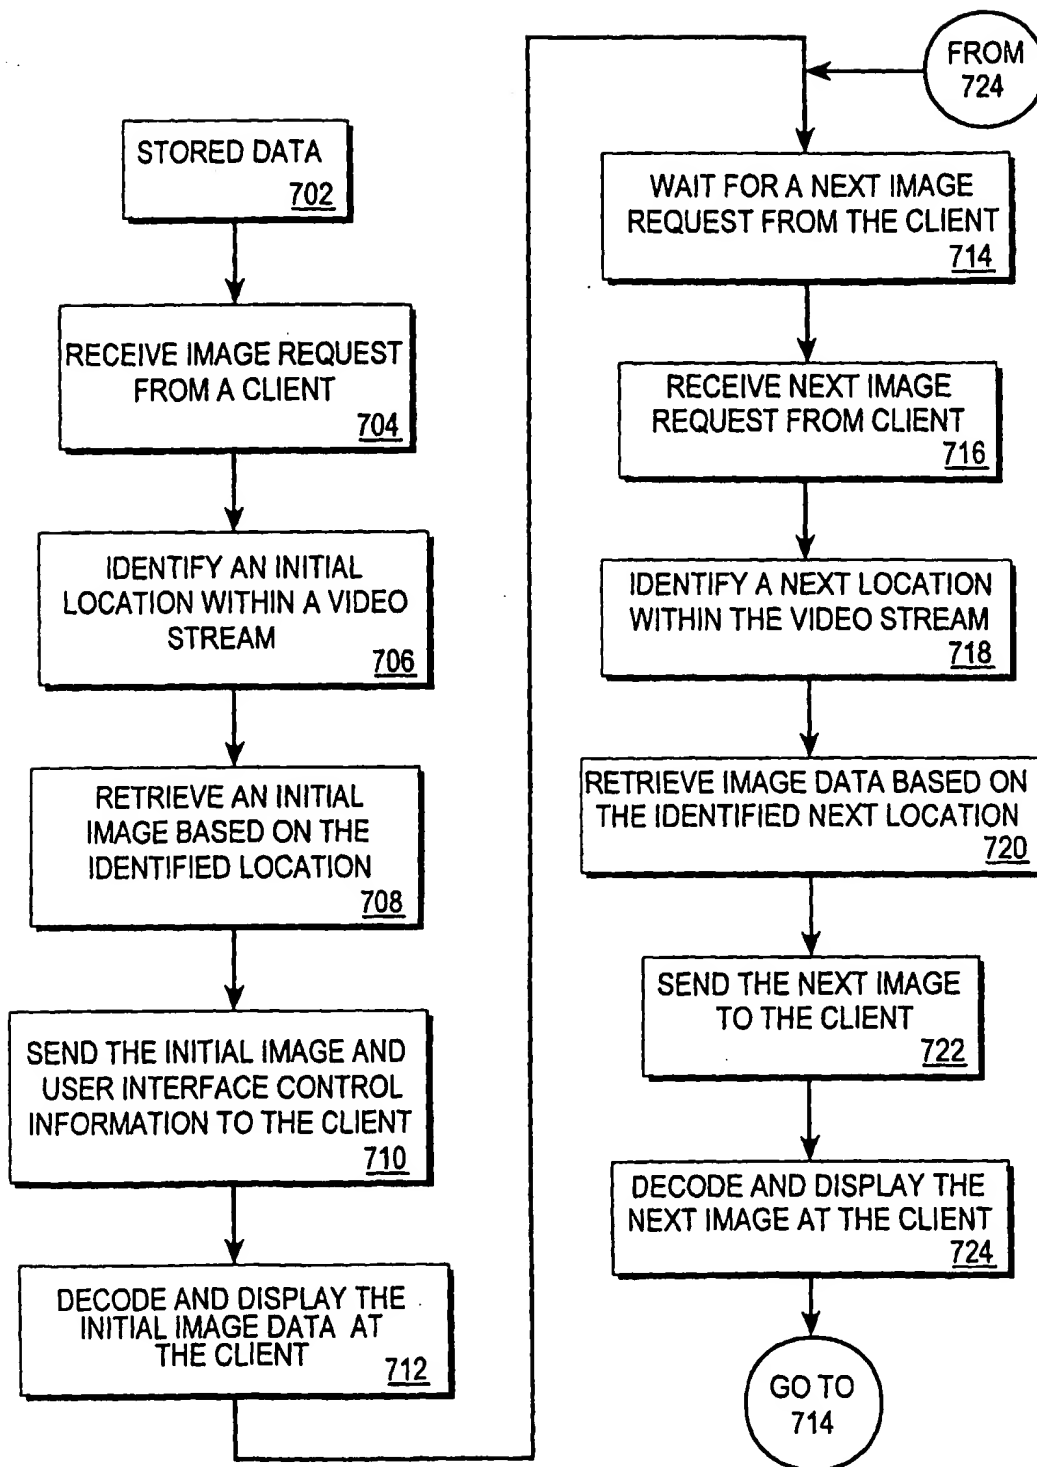 STORED DATA
702
RECEIVE IMAGE REQUEST
FROM A CLIENT
704
IDENTIFY AN INITIAL
LOCATION WITHIN A VIDEO
STREAM
706
RETRIEVE AN INITIAL
IMAGE BASED ON THE
IDENTIFIED LOCATION
708
SEND THE INITIAL IMAGE AND
USER INTERFACE CONTROL
INFORMATION TO THE CLIENT
710
DECODE AND DISPLAY THE
INITIAL IMAGE DATA AT
THE CLIENT
712
FROM
724
WAIT FOR A NEXT IMAGE
REQUEST FROM THE CLIENT
714
RECEIVE NEXT IMAGE
REQUEST FROM CLIENT
716
IDENTIFY A NEXT LOCATION
WITHIN THE VIDEO STREAM
718
RETRIEVE IMAGE DATA BASED ON
THE IDENTIFIED NEXT LOCATION
720
SEND THE NEXT IMAGE
TO THE CLIENT
722
DECODE AND DISPLAY THE
NEXT IMAGE AT THE CLIENT
724
GO TO
714